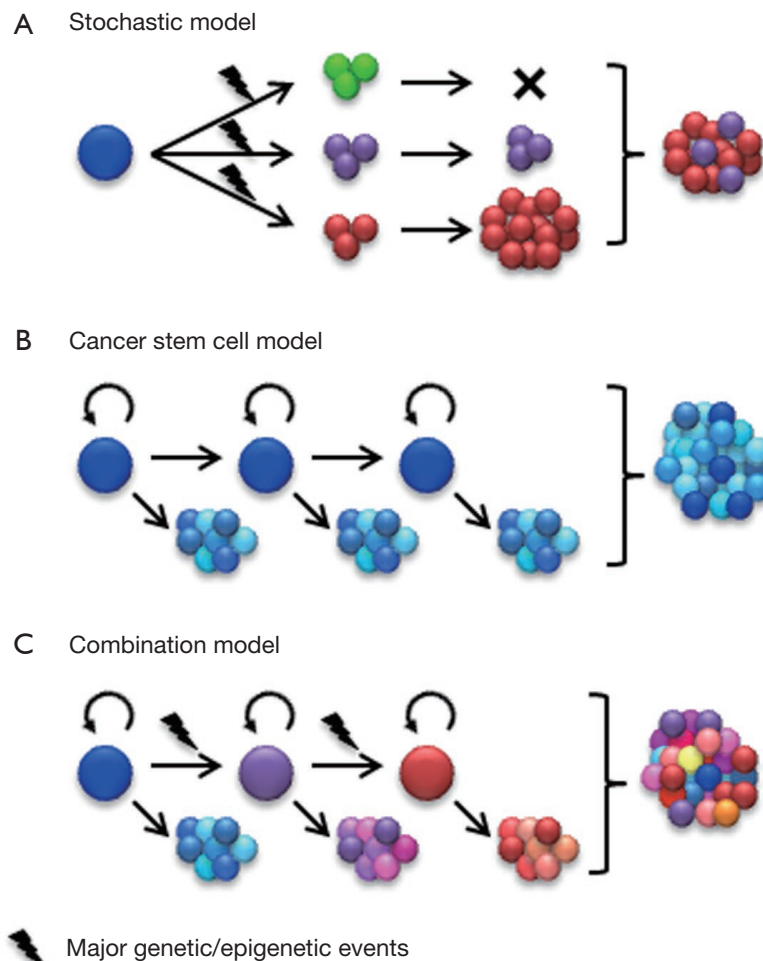 A Stochastic model
B Cancer stem cell model
C Combination model
Major genetic/epigenetic events